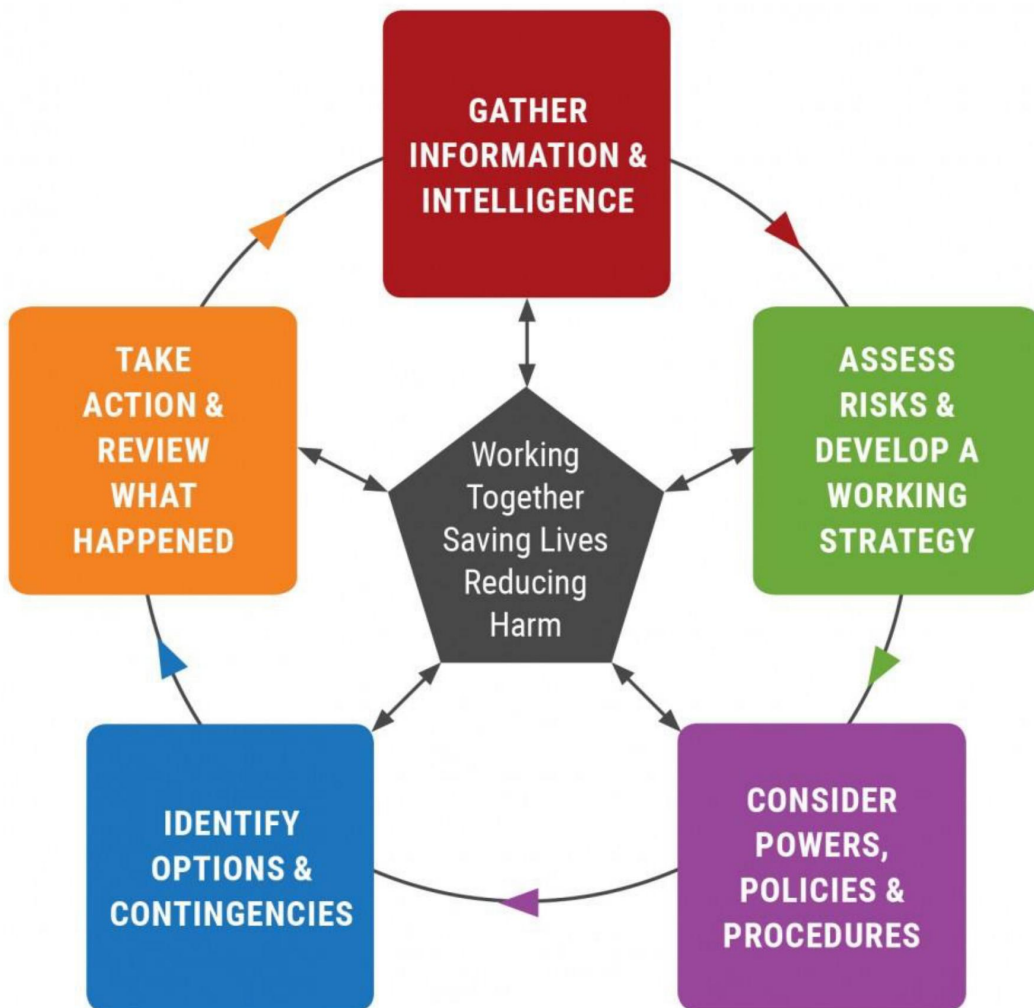 GATHER
INFORMATION &
INTELLIGENCE
ASSESS
RISKS &
DEVELOP A
WORKING
STRATEGY
CONSIDER
POWERS,
POLICIES &
PROCEDURES
IDENTIFY
OPTIONS &
CONTINGENCIES
TAKE
ACTION &
REVIEW
WHAT
HAPPENED
Working
Together
Saving Lives
Reducing
Harm